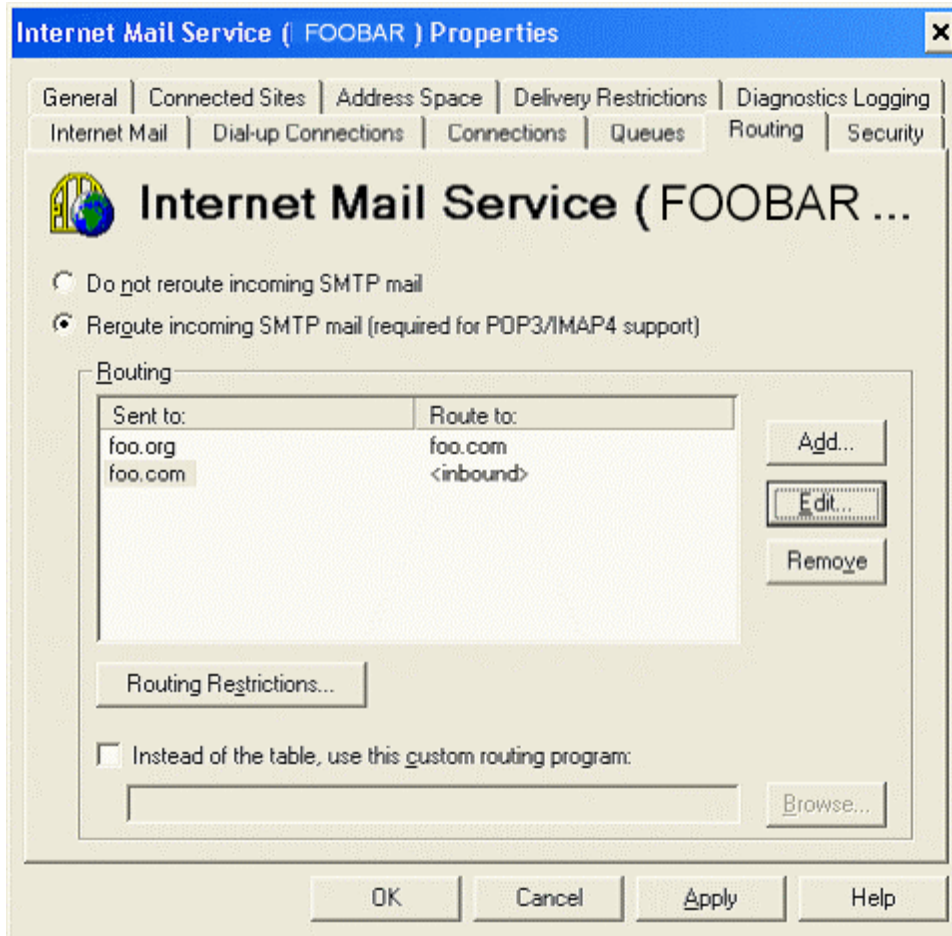 Internet Mail Service ( FOOBAR ) Properties
General Connected Sites Address Space Delivery Restrictions Diagnostics Logging
Internet Mail Dial-up Connections Connections Queues Routing Security
Internet Mail Service (FOOBAR ...
Do not reroute incoming SMTP mail
Reroute incoming SMTP mail (required for POP3/IMAP4 support)
Routing
Sent to: Route to:
foo.org foo.com
foo.com <inbound>
Add...
Edit...
Remove
Routing Restrictions...
Instead of the table, use this custom routing program:
Browse...
OK Cancel Apply Help